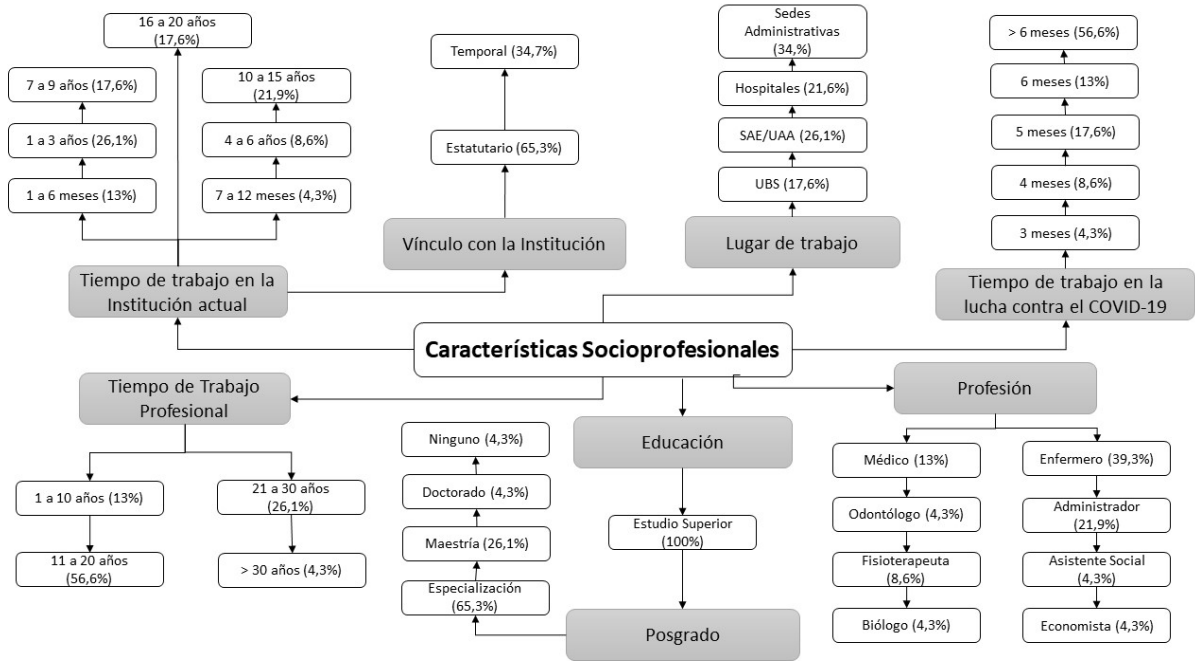 16 a 20 años
(17,6%)
7 a 9 años (17,6%)
10 a 15 años
(21,9%)
1 a 3 años (26,1%)
4 a 6 años (8,6%)
1 a 6 meses (13%)
7 a 12 meses (4,3%)
Tiempo de trabajo en la
Institución actual
Temporal (34,7%)
Estatutario (65,3%)
Vínculo con la Institución
Sedes
Administrativas
(34,%)
Hospitales (21,6%)
SAE/UAA (26,1%)
UBS (17,6%)
Lugar de trabajo
> 6 meses (56,6%)
6 meses (13%)
5 meses (17,6%)
4 meses (8,6%)
3 meses (4,3%)
Tiempo de trabajo en la
lucha contra el COVID-19
Características Socioprofesionales
Tiempo de Trabajo
Profesional
1 a 10 años (13%)
11 a 20 años
(56,6%)
21 a 30 años
(26,1%)
> 30 años (4,3%)
Educación
Estudio Superior
(100%)
Posgrado
Ninguno (4,3%)
Doctorado (4,3%)
Maestría (26,1%)
Especialización
(65,3%)
Profesión
Médico (13%)
Odontólogo (4,3%)
Fisioterapeuta
(8,6%)
Biólogo (4,3%)
Enfermero (39,3%)
Administrador
(21,9%)
Asistente Social
(4,3%)
Economista (4,3%)